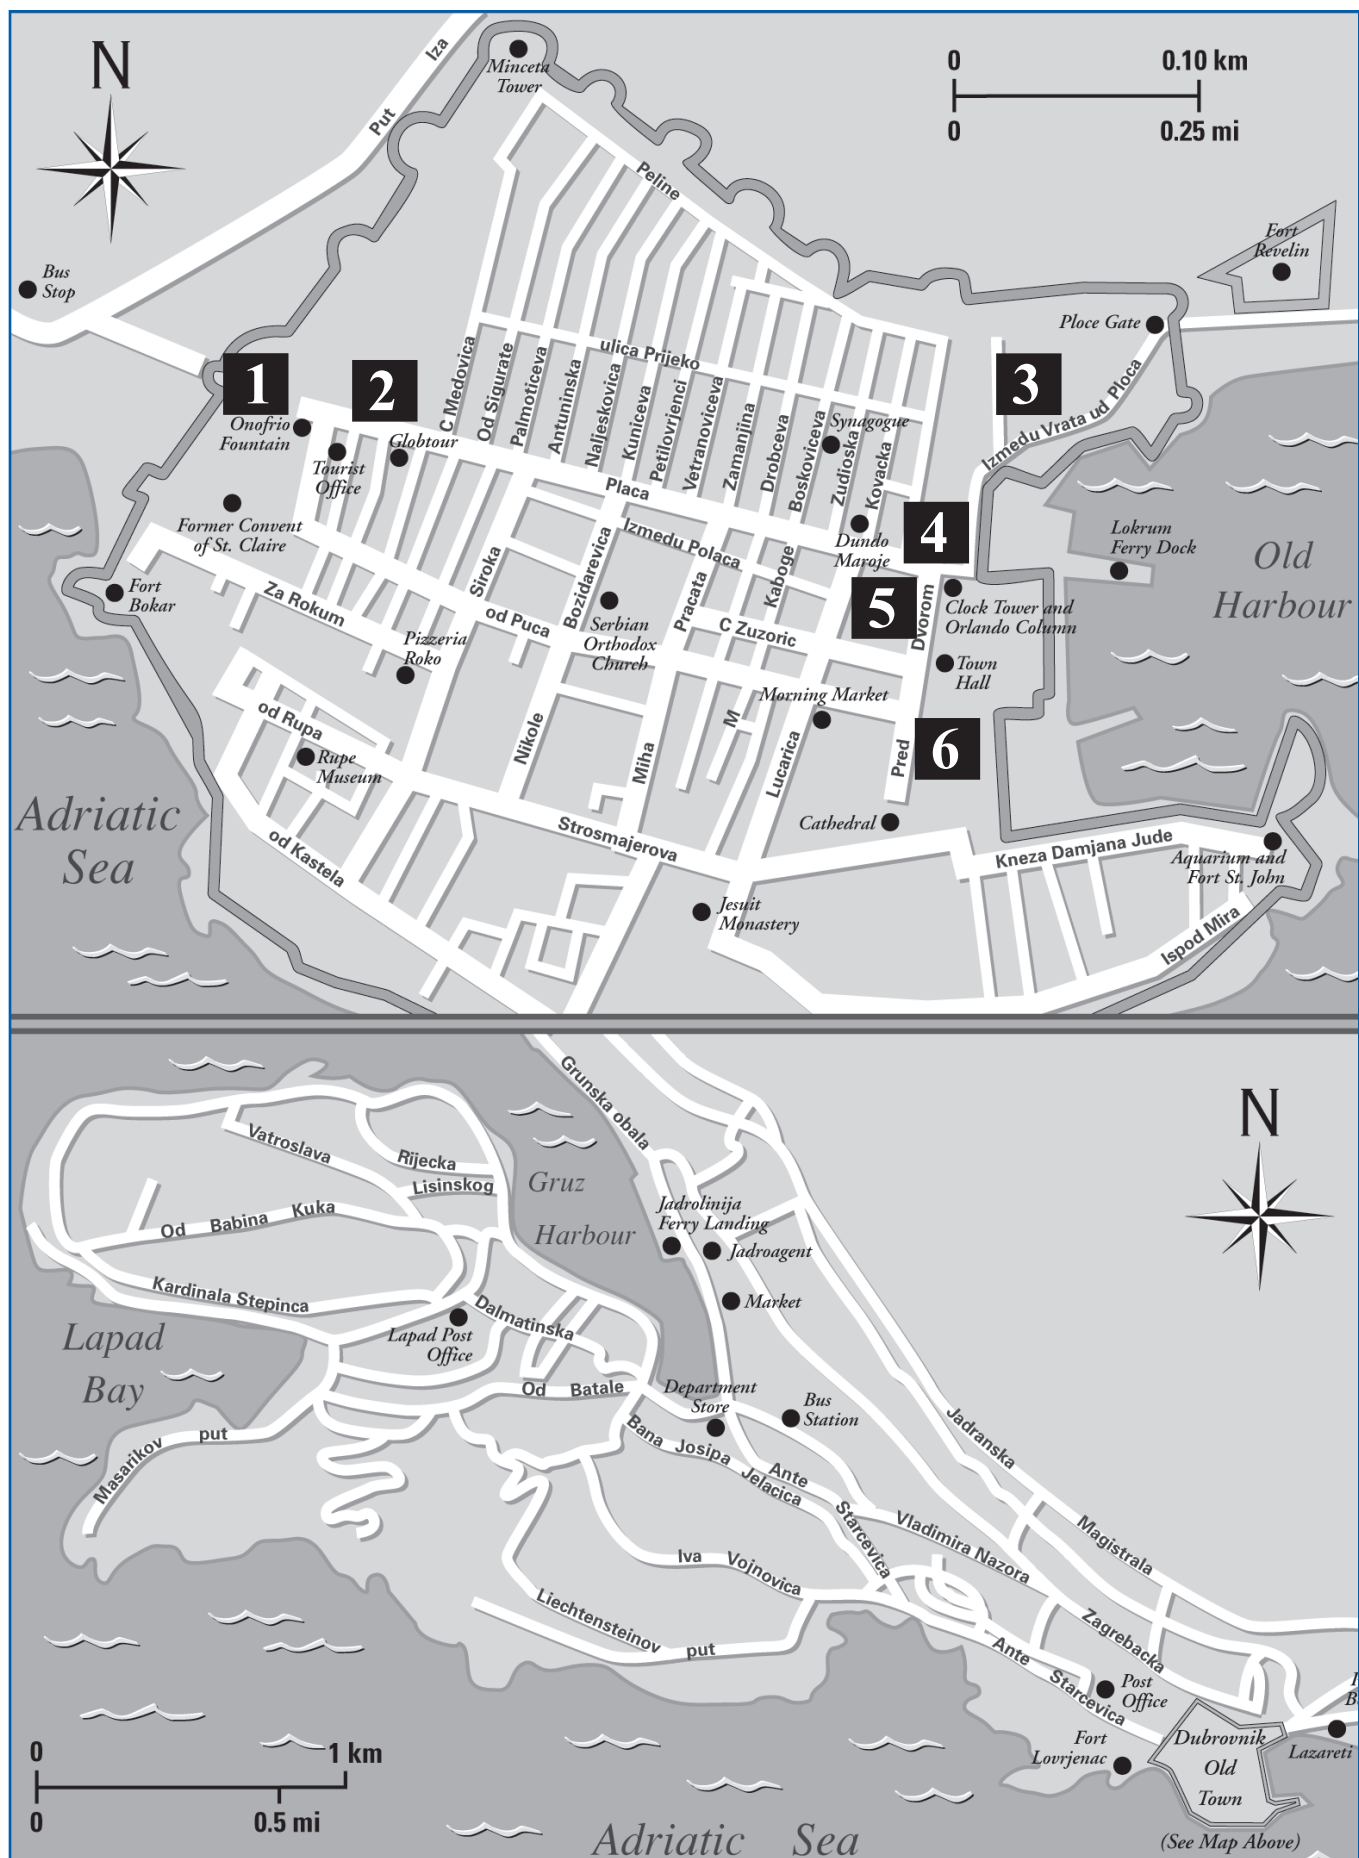 N
Iza
Put
Minceta
Tower
0
0.10 km
0
0.25 mi
Peline
Fort
Revelin
Bus
Stop
Ploce Gate
ulica Prijeko
1
2
3
C Medovica
Od Sigurate
Palmoticeva
Antuninska
Naljeskovica
Kuniceva
Petilovrjenci
Vetranoviceva
Zamanjina
Drobceva
Boskoviceva
Zudioska
Kovacka
Izmedu Vrata ud Ploca
Onofrio
Fountain
Tourist
Office
Globtour
Synagogue
Placa
Former Convent
of St. Claire
Izmedu Polaca
Dundo
Maroje
4
Lokrum
Ferry Dock
Old
Harbour
Fort
Bokar
Za Rokum
Siroka
od Puca
Bozidarevica
Serbian
Orthodox
Church
Pracata
Kaboge
C Zuzoric
5
Dvorom
Clock Tower and
Orlando Column
Town
Hall
Pizzeria
Roko
Morning Market
od Rupa
Rupe
Museum
Nikole
Miha
M
Lucarica
Pred
6
Adriatic
Sea
od Kastela
Strosmajerova
Cathedral
Kneza Damjana Jude
Aquarium and
Fort St. John
Jesuit
Monastery
Ispod Mira
Grunska obala
N
Vatroslava
Rijecka
Lisinskog
Gruz
Harbour
Od Babina Kuka
Jadrolinija
Ferry Landing
Jadroagent
Kardinala Stepinca
Market
Dalmatinska
Lapad Post
Office
Lapad
Bay
Od Batale
Department
Store
Bus
Station
Masarikov put
Bana Josipa Jelacica
Ante Starcevica
Jadranska Magistrala
Vladimira Nazora
Iva Vojnovica
Liechtensteinov put
Zagrebacka
Ante Starcevica
Post
Office
Fort
Lovrjenac
Dubrovnik
Old
Town
(See Map Above)
Lazareti
B
0
1 km
0
0.5 mi
Adriatic Sea